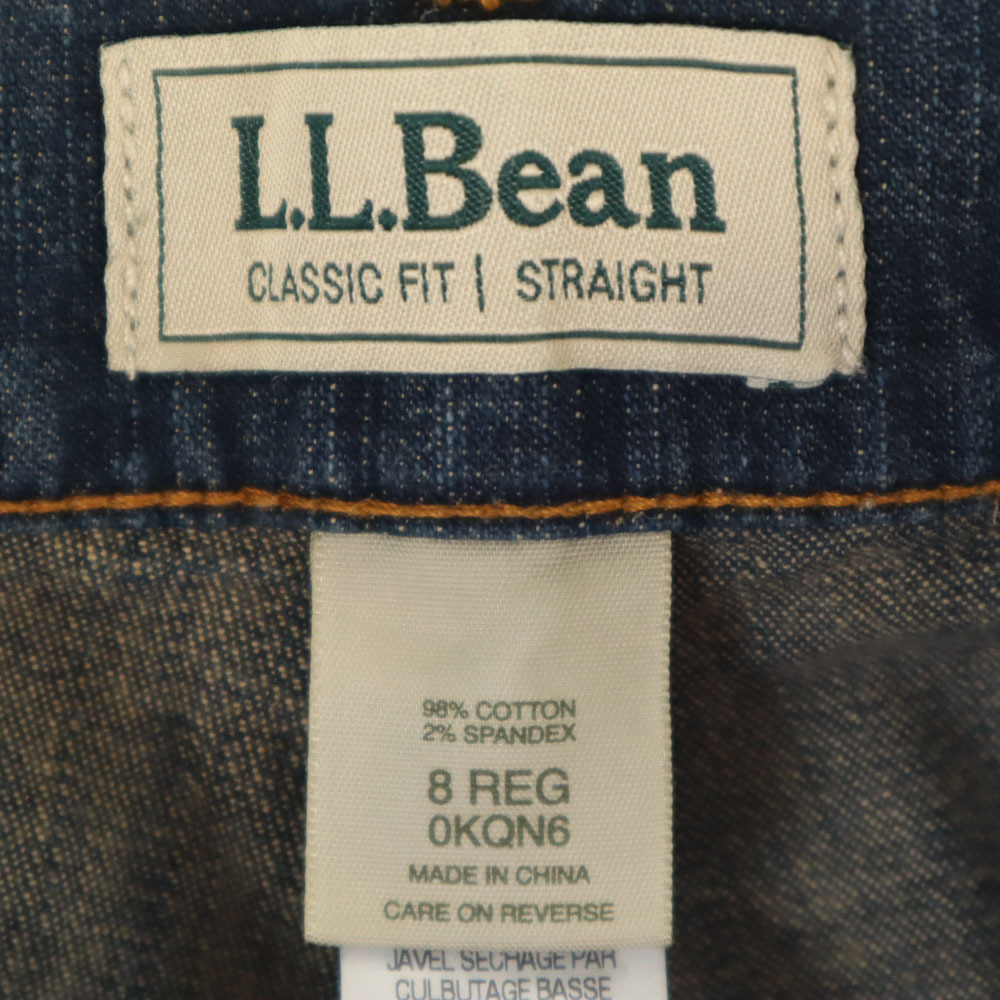 L.L.Bean
CLASSIC FIT | STRAIGHT
98% COTTON
2% SPANDEX
8 REG
0KQN6
MADE IN CHINA
CARE ON REVERSE
JAVEL SECHAGE PAR
CULBUTAGE BASSE